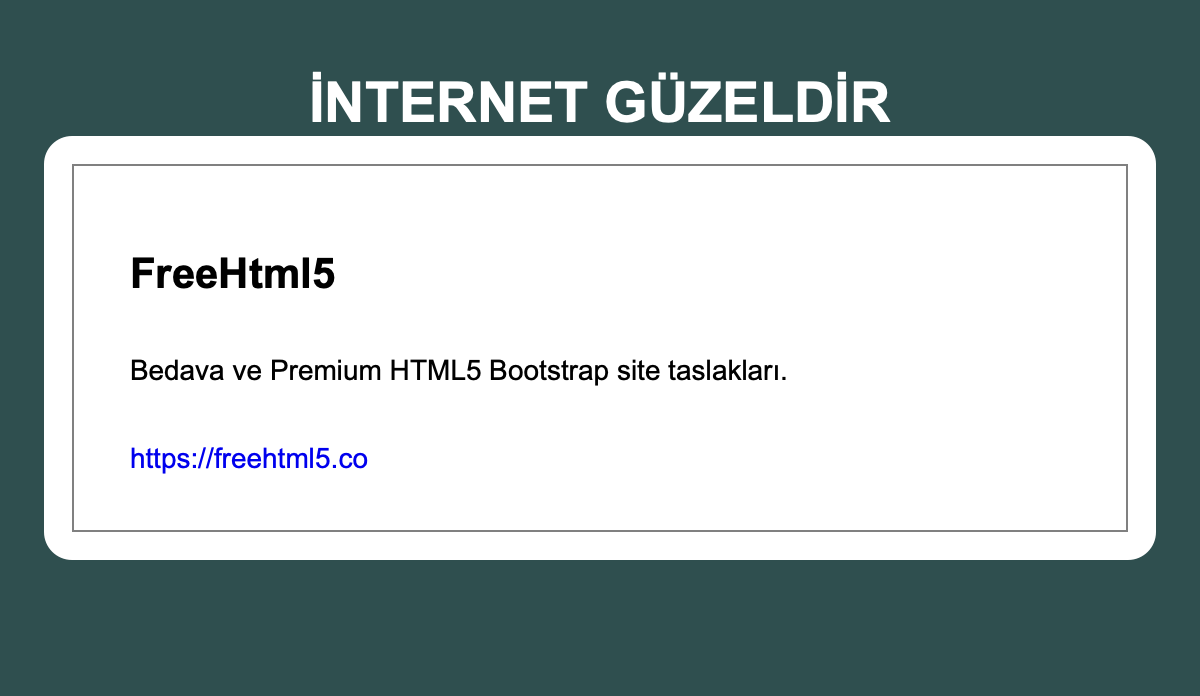 İNTERNET GÜZELDİR
FreeHtml5
Bedava ve Premium HTML5 Bootstrap site taslakları.
https://freehtml5.co